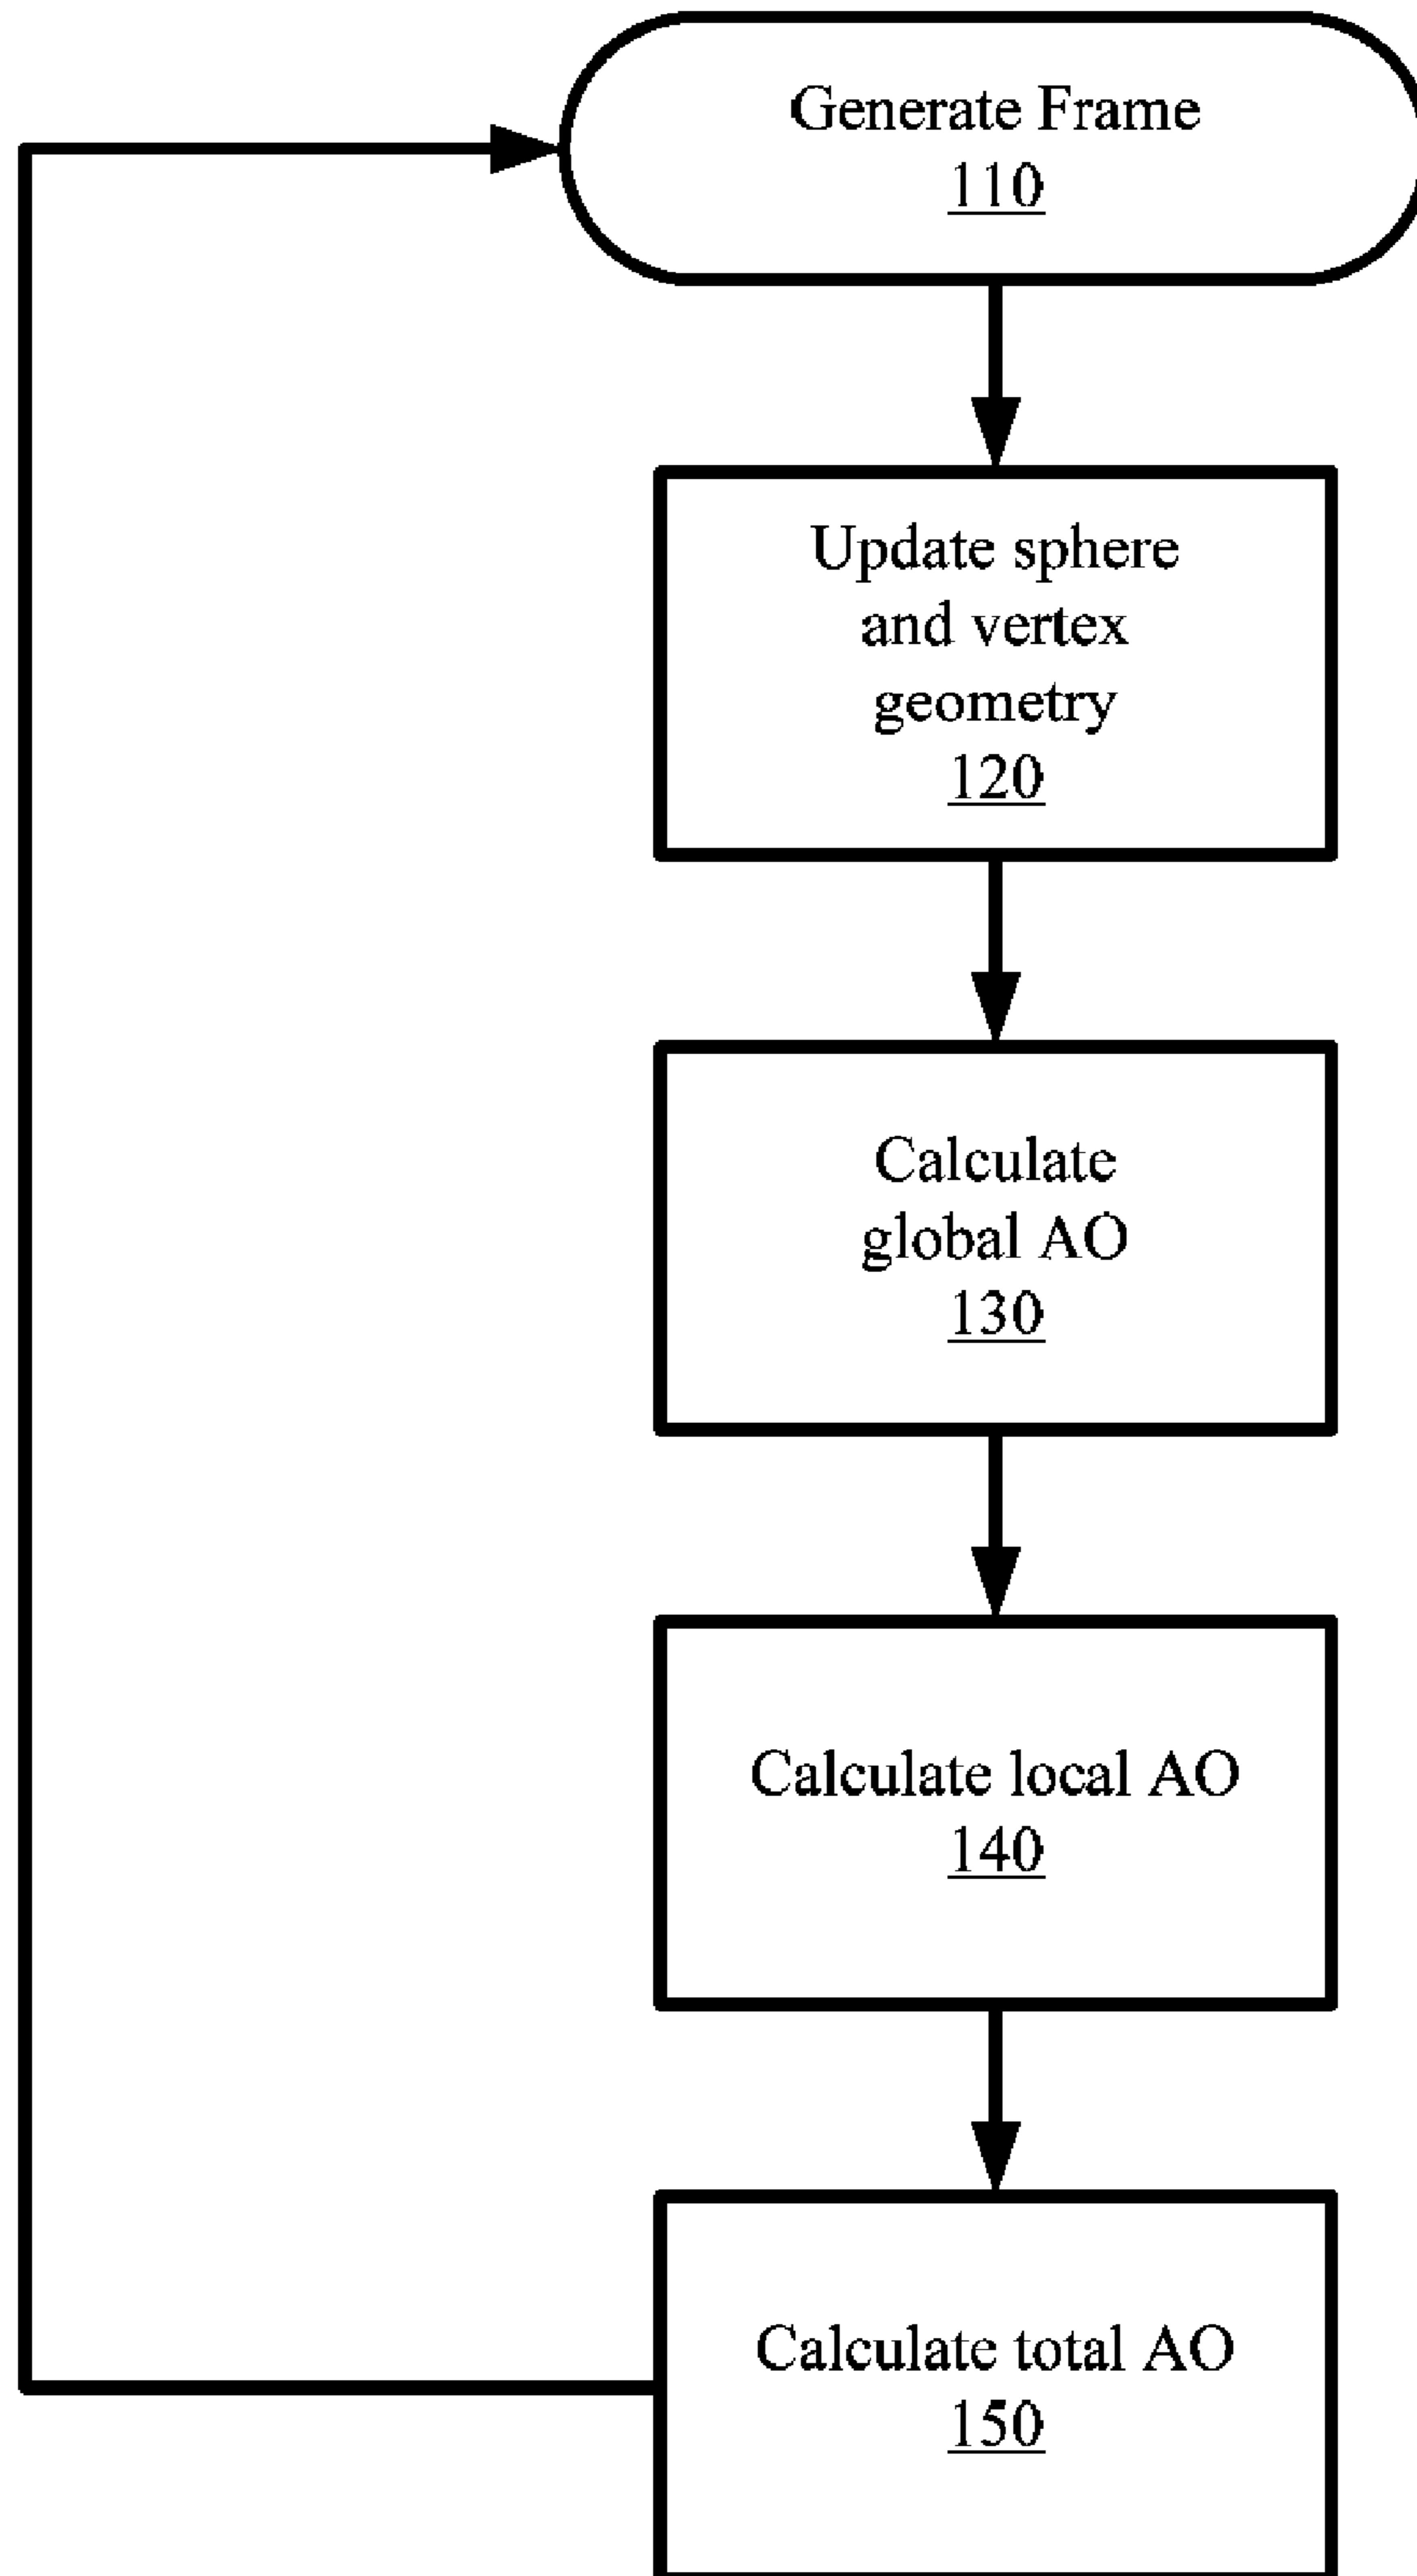 Generate Frame
110
Update sphere
and vertex
geometry
120
Calculate
global AO
130
Calculate local AO
140
Calculate total AO
150